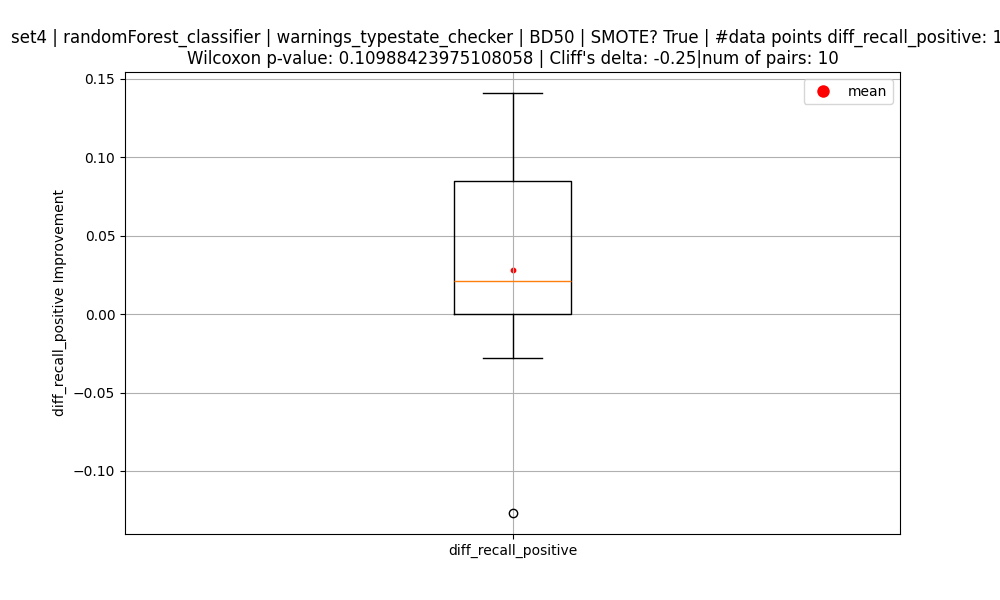 set4 | randomForest_classifier | warnings_typestate_checker | BD50 | SMOTE? True | #data points diff_recall_positive: 1
Wilcoxon p-value: 0.10988423975108058 | Cliff's delta: -0.25|num of pairs: 10
mean
0.15
0.10
0.05
0.00
−0.05
−0.10
diff_recall_positive Improvement
diff_recall_positive